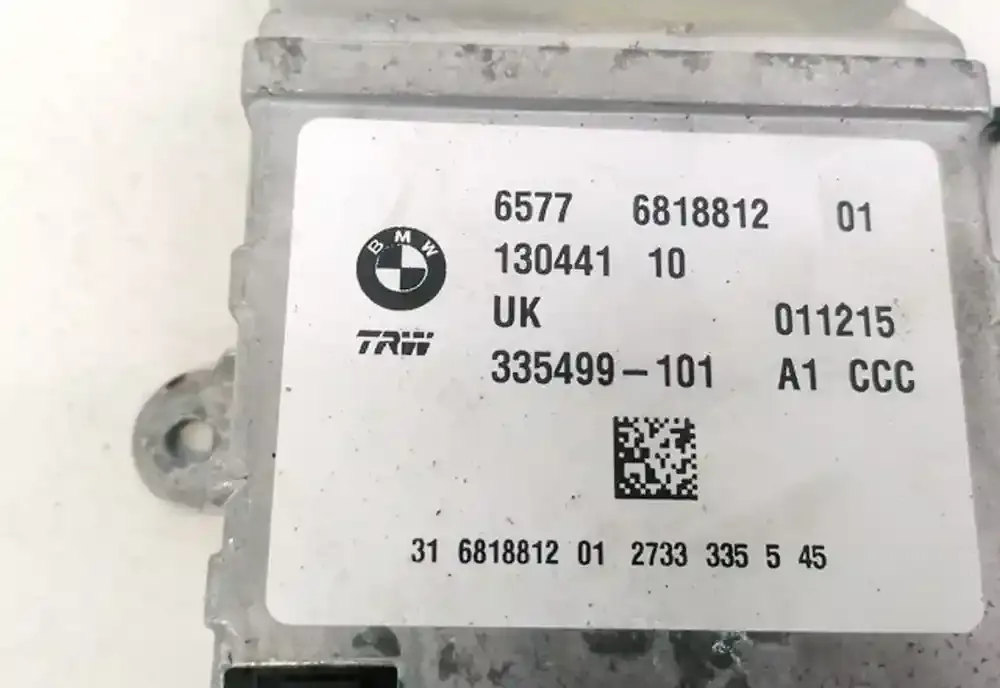 6577 6818812 01
BMW
130441 10
UK 011215
TRW
335499-101 A1 CCC
31 6818812 01 2733 335 5 45